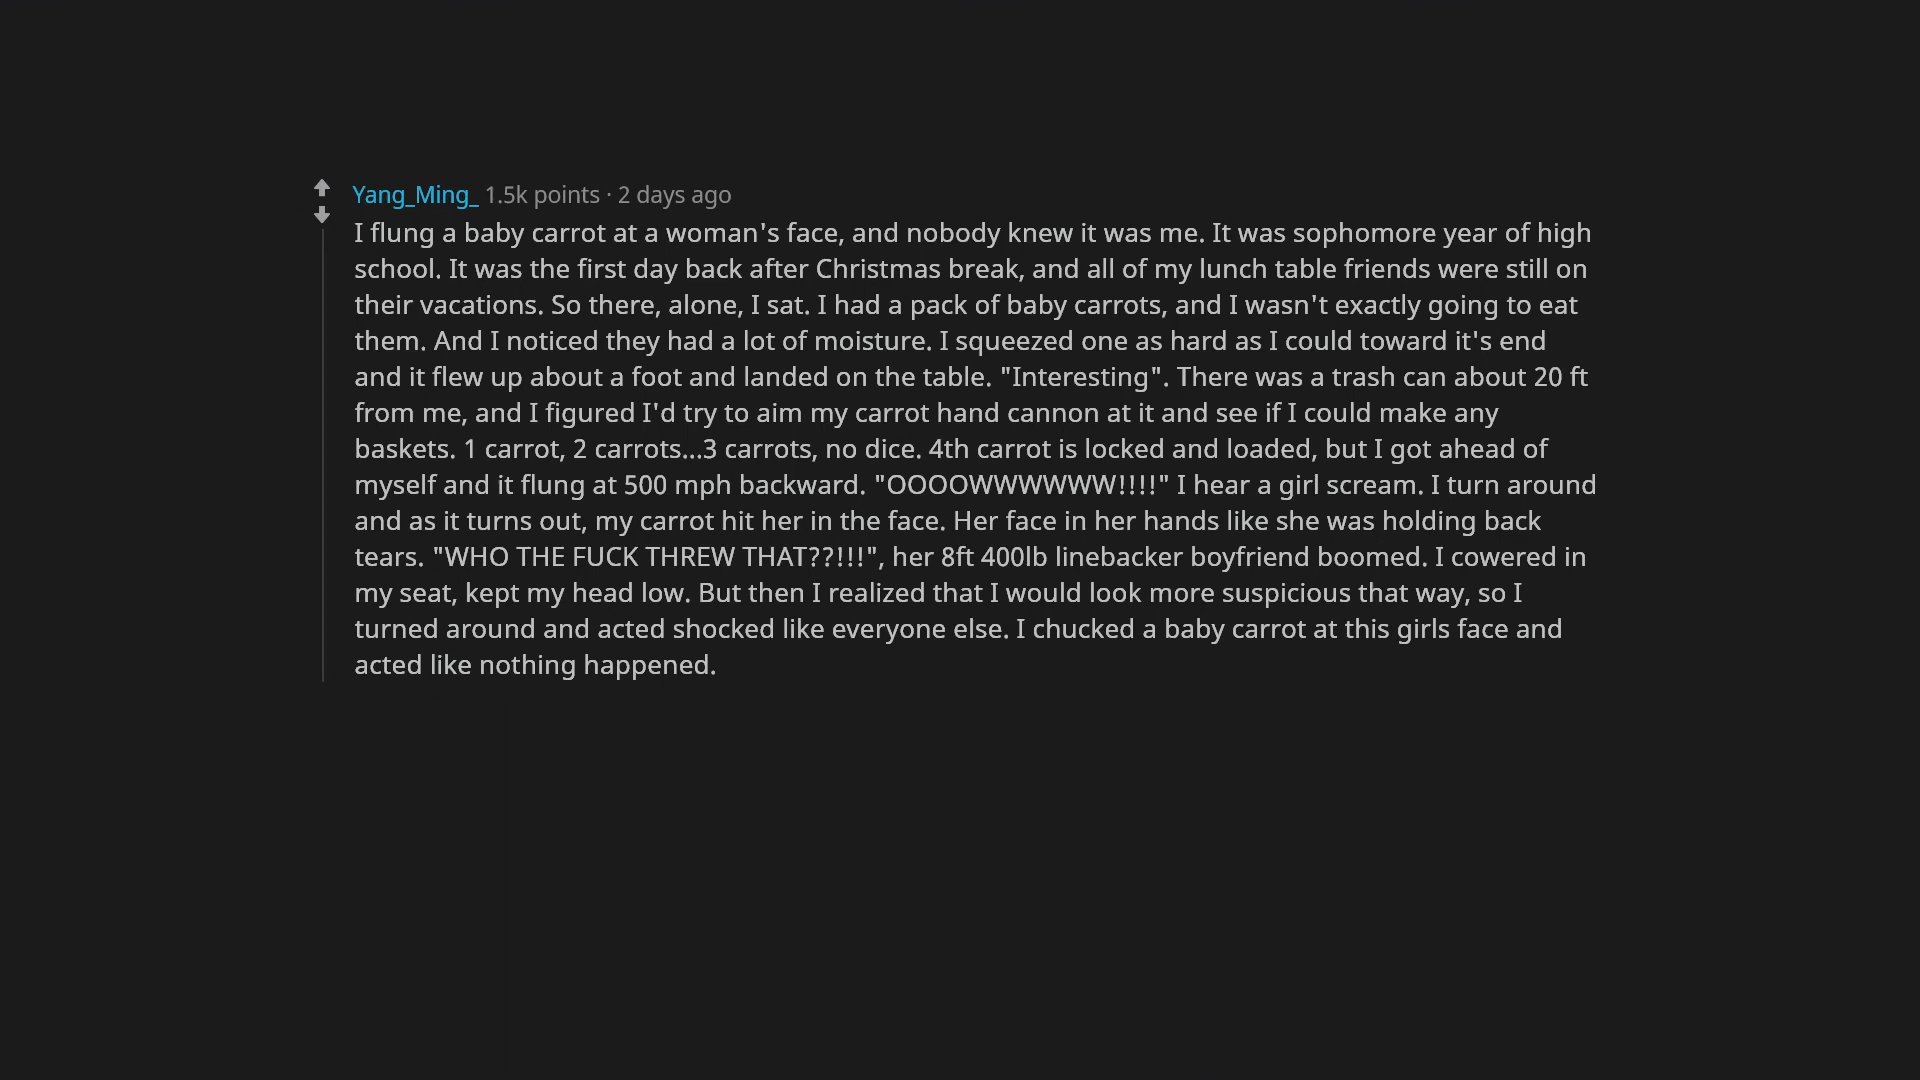 Yang_Ming_ 1.5k points · 2 days ago
I flung a baby carrot at a woman's face, and nobody knew it was me. It was sophomore year of high
school. It was the first day back after Christmas break, and all of my lunch table friends were still on
their vacations. So there, alone, I sat. I had a pack of baby carrots, and I wasn't exactly going to eat
them. And I noticed they had a lot of moisture. I squeezed one as hard as I could toward it's end
and it flew up about a foot and landed on the table. "Interesting". There was a trash can about 20 ft
from me, and I figured I'd try to aim my carrot hand cannon at it and see if I could make any
baskets. 1 carrot, 2 carrots...3 carrots, no dice. 4th carrot is locked and loaded, but I got ahead of
myself and it flung at 500 mph backward. "OOOOWWWWWW!!!!" I hear a girl scream. I turn around
and as it turns out, my carrot hit her in the face. Her face in her hands like she was holding back
tears. "WHO THE FUCK THREW THAT??!!!", her 8ft 400lb linebacker boyfriend boomed. I cowered in
my seat, kept my head low. But then I realized that I would look more suspicious that way, so I
turned around and acted shocked like everyone else. I chucked a baby carrot at this girls face and
acted like nothing happened.